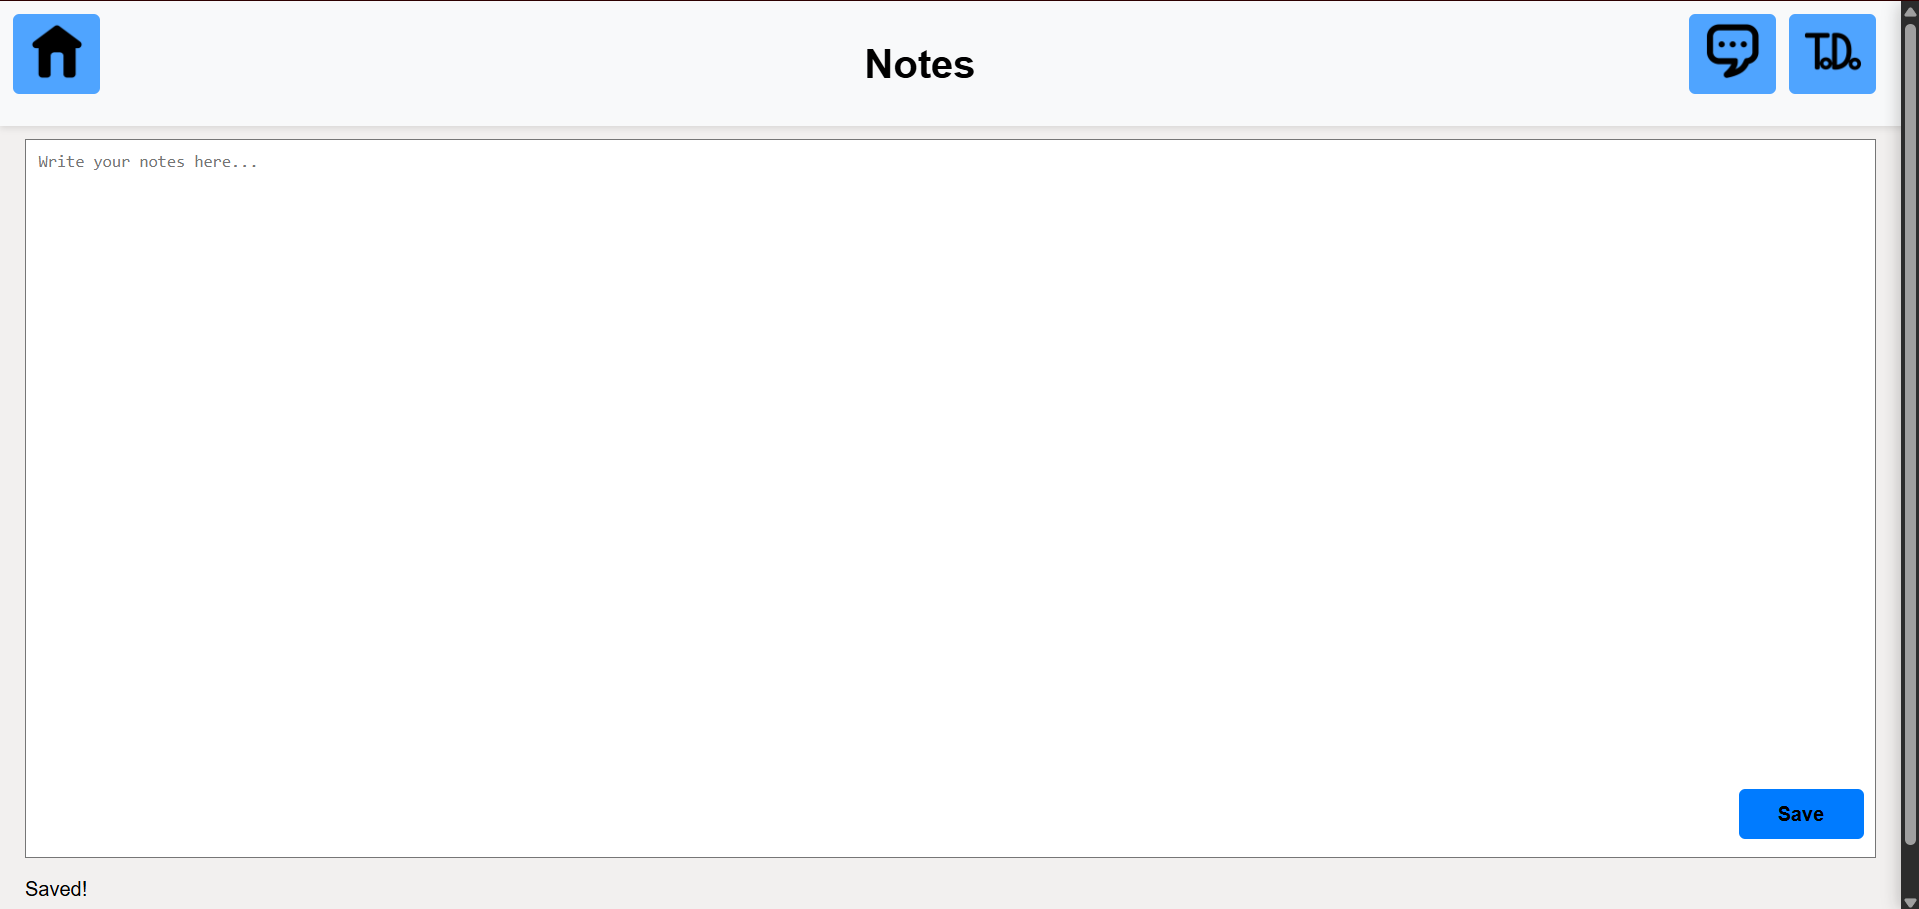 Notes
T.D.
Write your notes here...
Save
Saved!